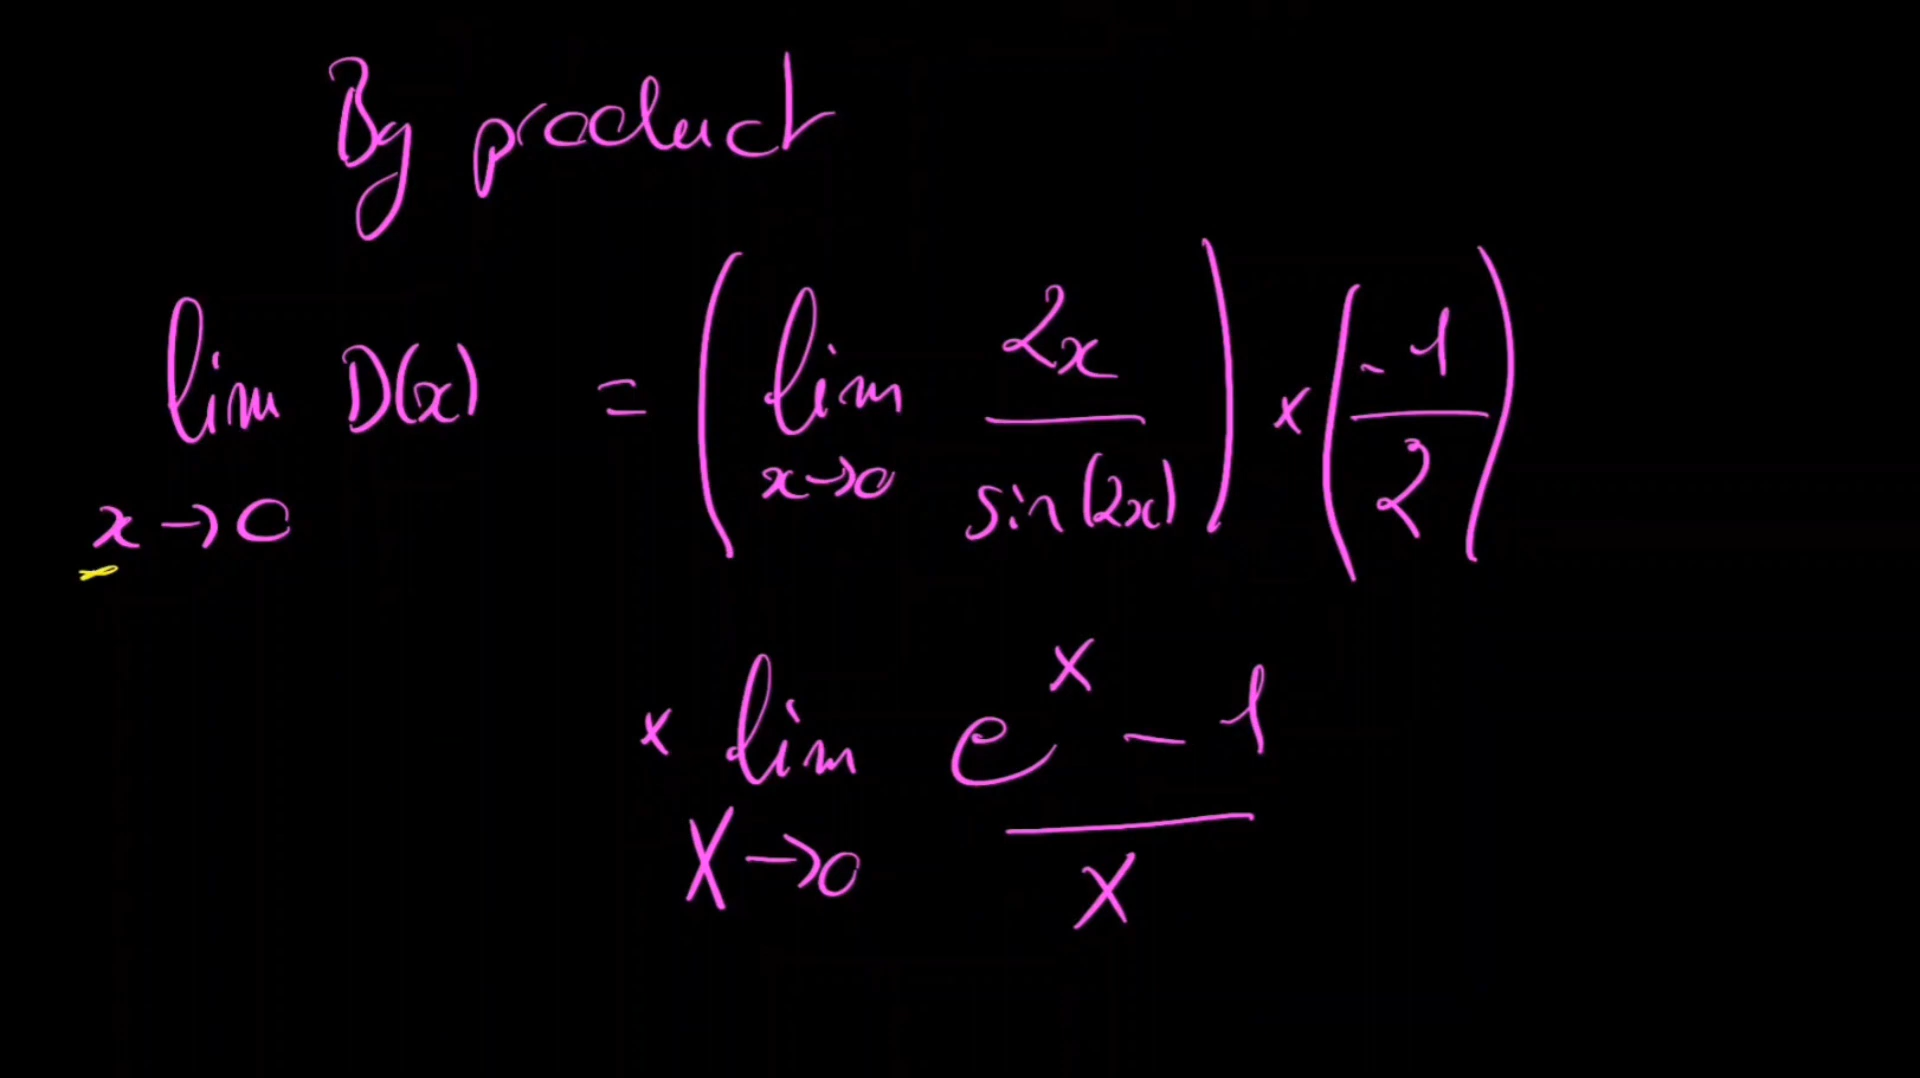 By product
lim D(x) = ( lim 2x / sin(2x) ) × ( -1 / 2 )
x→0 x→0
× lim e^X - 1 / X
X→0